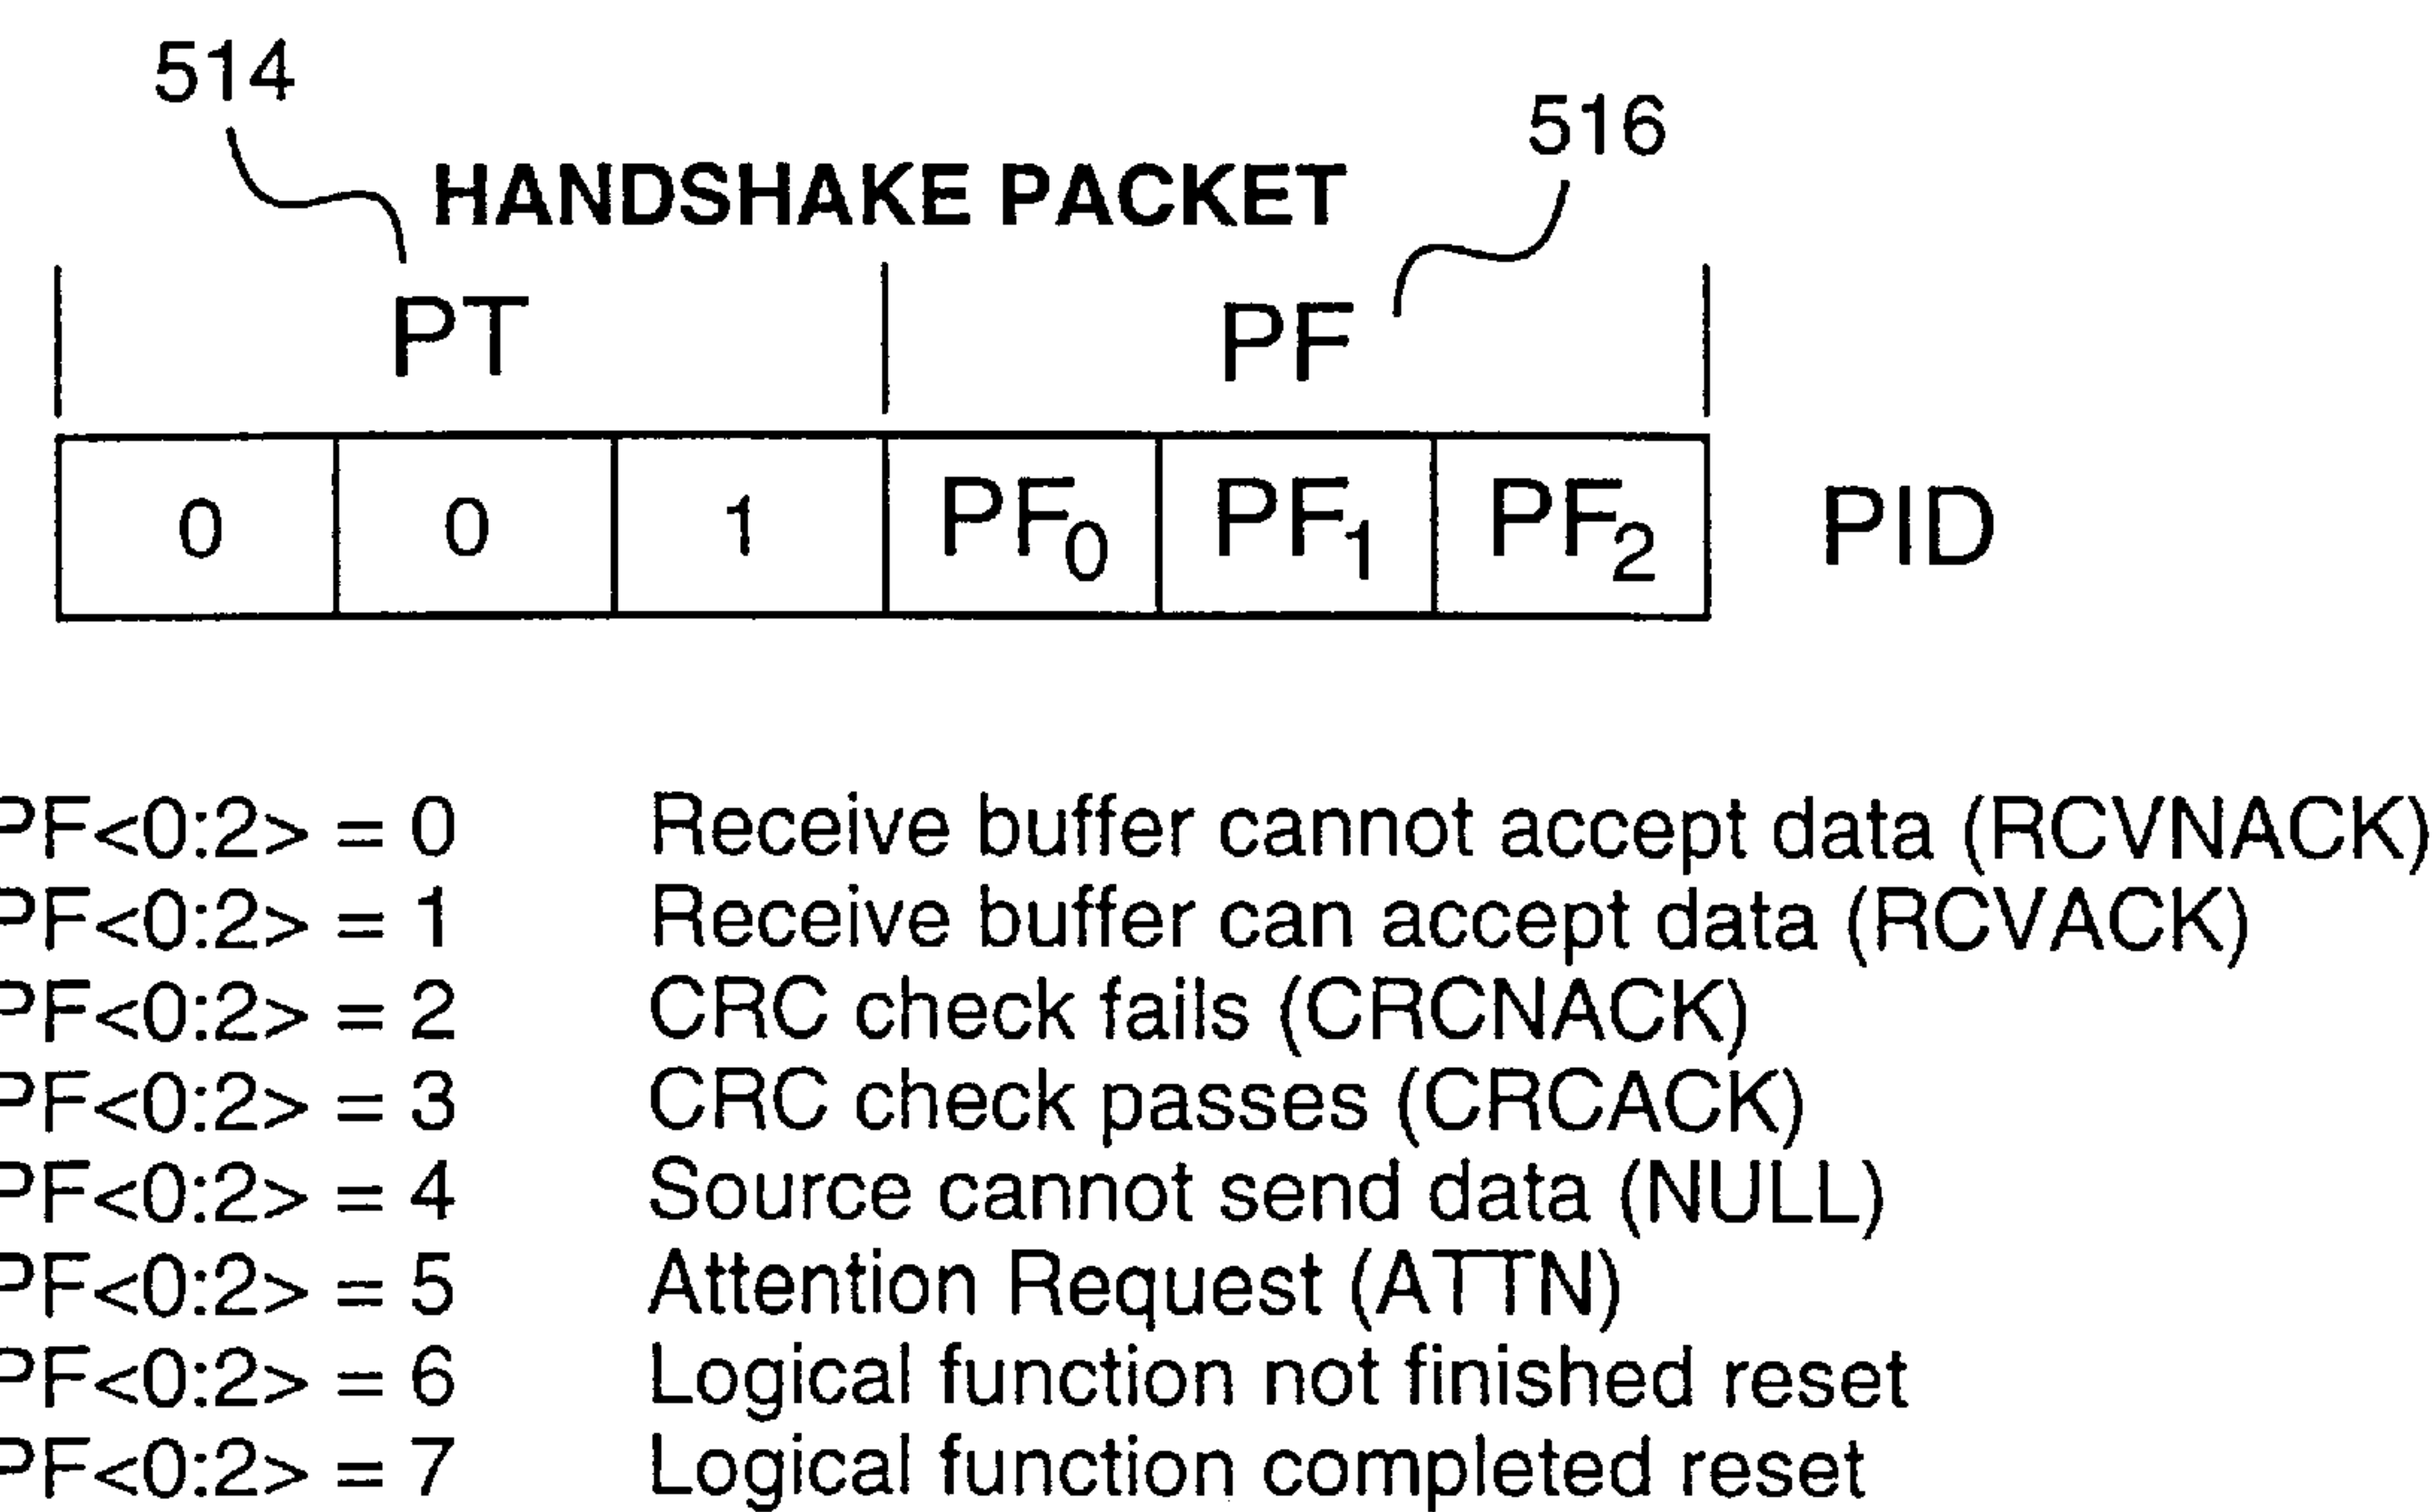 514
516
HANDSHAKE PACKET
PT PF
0 0 1 PF0 PF1 PF2 PID
PF<0:2> = 0 Receive buffer cannot accept data (RCVNACK)
PF<0:2> = 1 Receive buffer can accept data (RCVACK)
PF<0:2> = 2 CRC check fails (CRCNACK)
PF<0:2> = 3 CRC check passes (CRCACK)
PF<0:2> = 4 Source cannot send data (NULL)
PF<0:2> = 5 Attention Request (ATTN)
PF<0:2> = 6 Logical function not finished reset
PF<0:2> = 7 Logical function completed reset